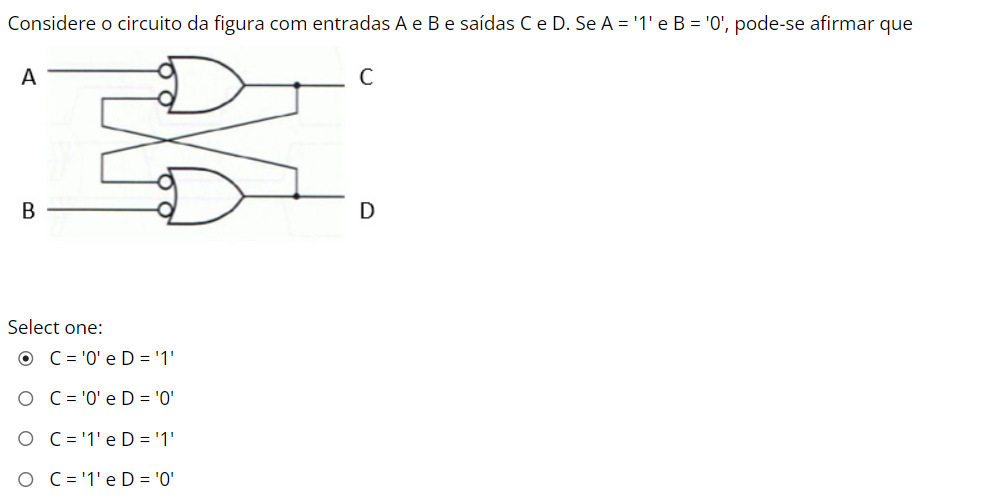 Considere o circuito da figura com entradas A e B e saídas C e D. Se A = '1' e B = '0', pode-se afirmar que
A C
B D
Select one:
C = '0' e D = '1'
C = '0' e D = '0'
C = '1' e D = '1'
C = '1' e D = '0'